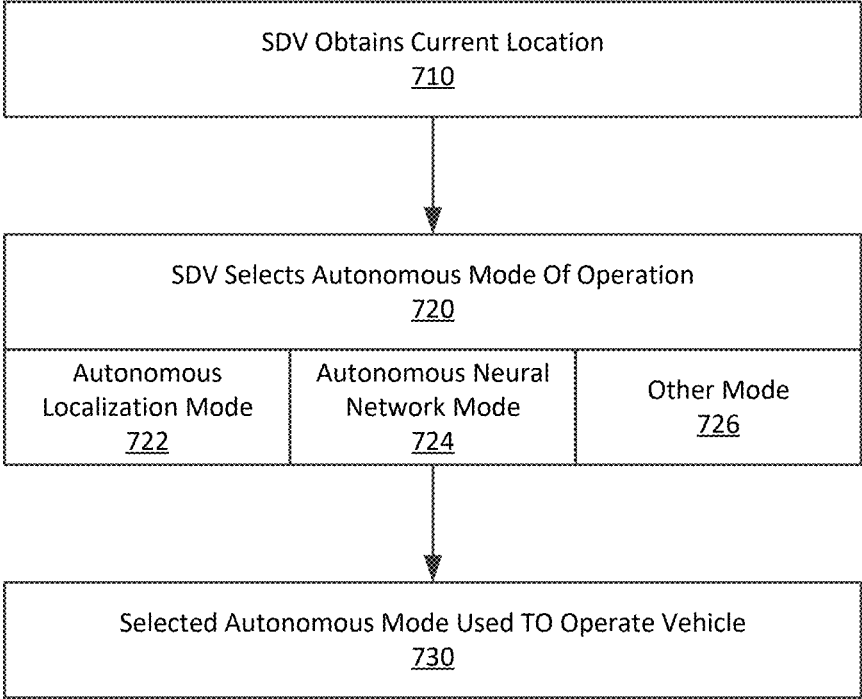 SDV Obtains Current Location
710
SDV Selects Autonomous Mode Of Operation
720
Autonomous
Localization Mode
722
Autonomous Neural
Network Mode
724
Other Mode
726
Selected Autonomous Mode Used TO Operate Vehicle
730